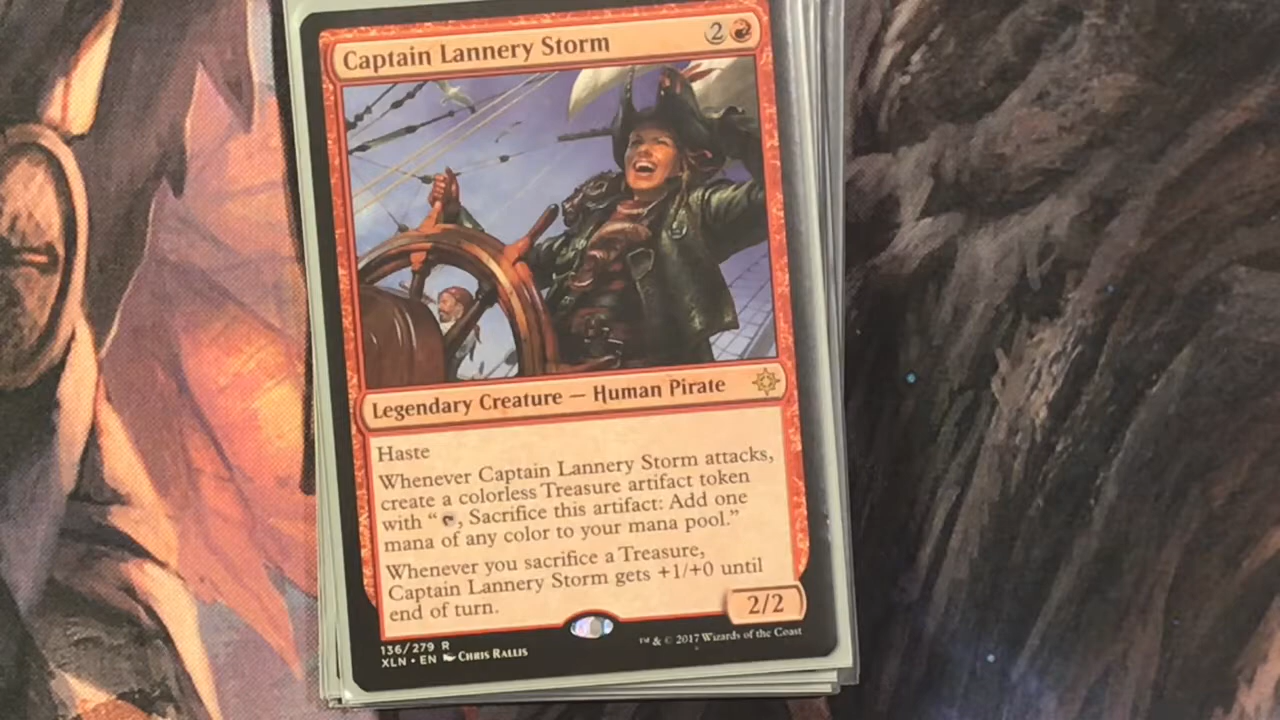 Captain Lannery Storm 2
Legendary Creature — Human Pirate
Haste
Whenever Captain Lannery Storm attacks,
create a colorless Treasure artifact token
with “ , Sacrifice this artifact: Add one
mana of any color to your mana pool.”
Whenever you sacrifice a Treasure,
Captain Lannery Storm gets +1/+0 until
end of turn.
2/2
136/279 R
XLN • EN Chris Rallis
™ & © 2017 Wizards of the Coast